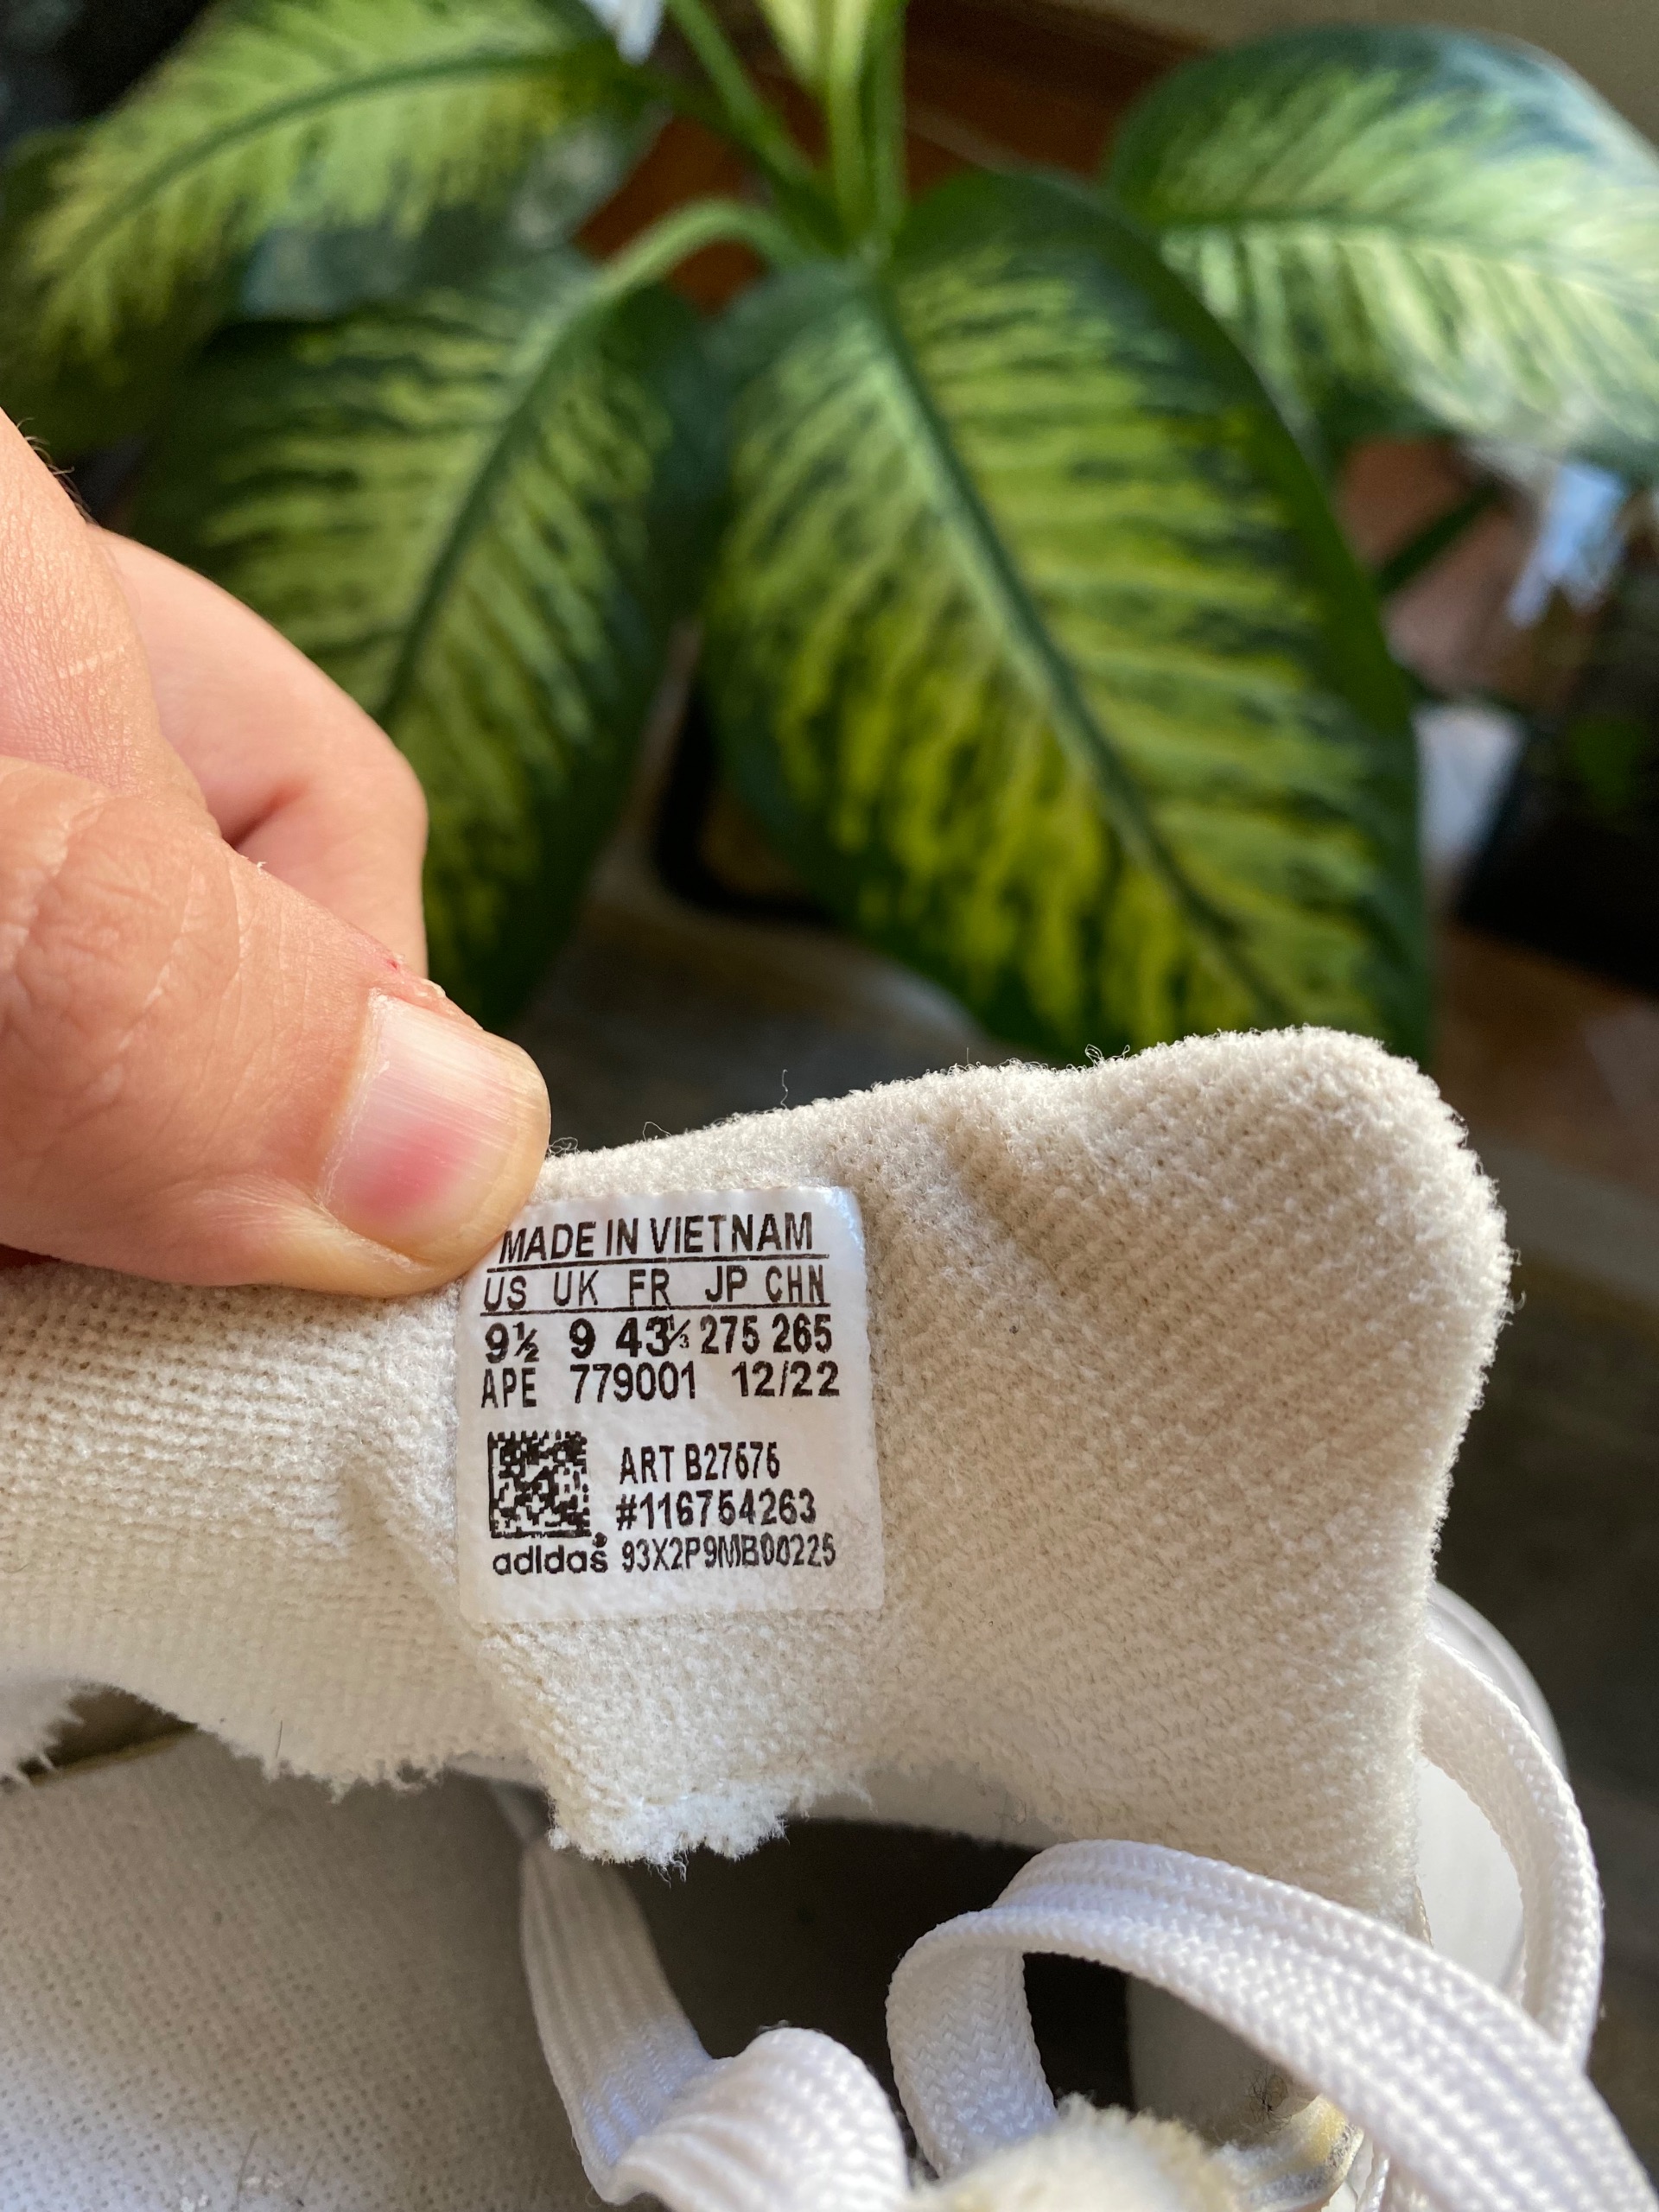 MADE IN VIETNAM
US UK FR JP CHN
9½ 9 43⅓ 275 265
APE 779001 12/22
ART B27576
#116754263
adidas 93X2P9MB00225